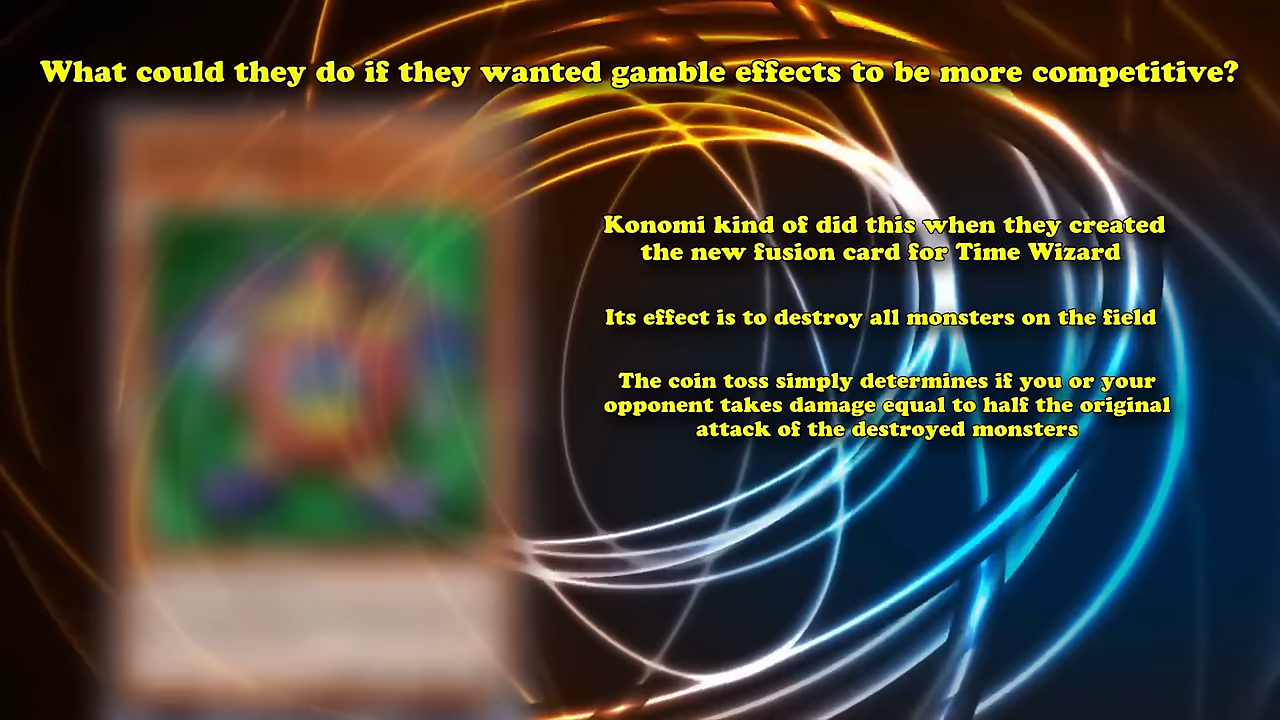 What could they do if they wanted gamble effects to be more competitive?
Konomi kind of did this when they created
the new fusion card for Time Wizard
Its effect is to destroy all monsters on the field
The coin toss simply determines if you or your
opponent takes damage equal to half the original
attack of the destroyed monsters